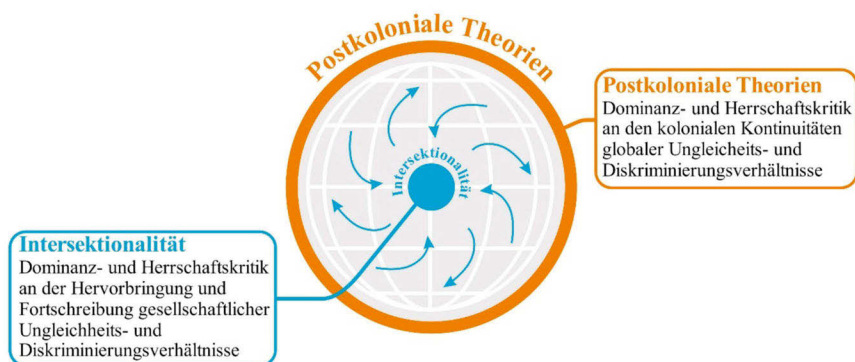 Postkoloniale Theorien
Intersektionalität
Postkoloniale Theorien
Dominanz- und Herrschaftskritik
an den kolonialen Kontinuitäten
globaler Ungleicheits- und
Diskriminierungsverhältnisse
Intersektionalität
Dominanz- und Herrschaftskritik
an der Hervorbringung und
Fortschreibung gesellschaftlicher
Ungleichheits- und
Diskriminierungsverhältnisse